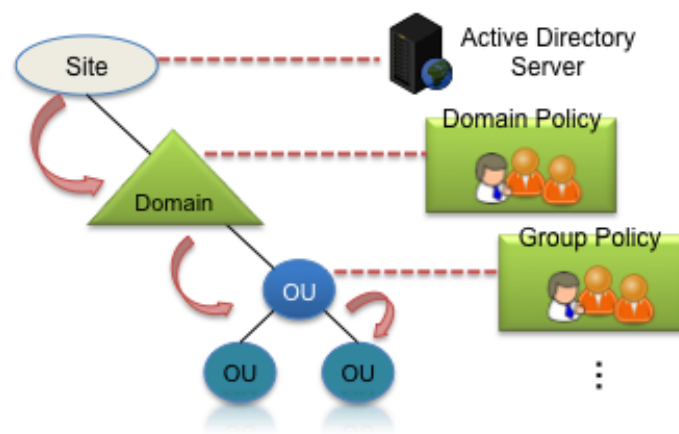 Site
Active Directory
Server
Domain Policy
Domain
Group Policy
OU
OU
OU